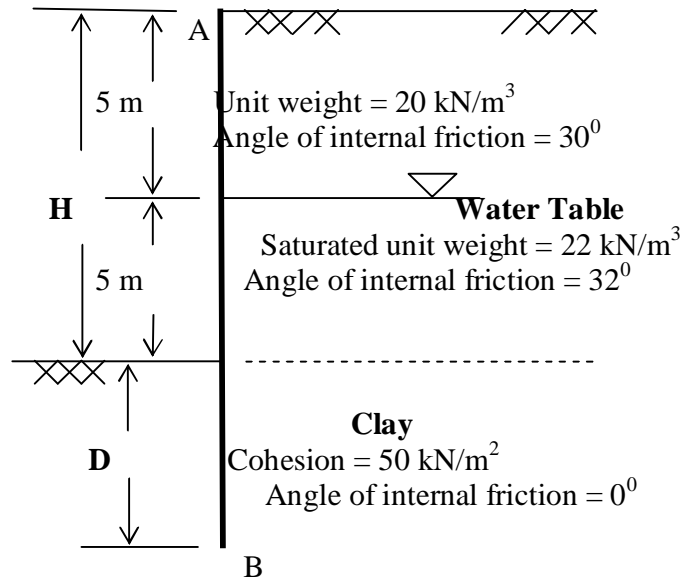 A
5 m
Unit weight = 20 kN/m³
Angle of internal friction = 30⁰
H
Water Table
Saturated unit weight = 22 kN/m³
5 m
Angle of internal friction = 32⁰
Clay
D
Cohesion = 50 kN/m²
Angle of internal friction = 0⁰
B